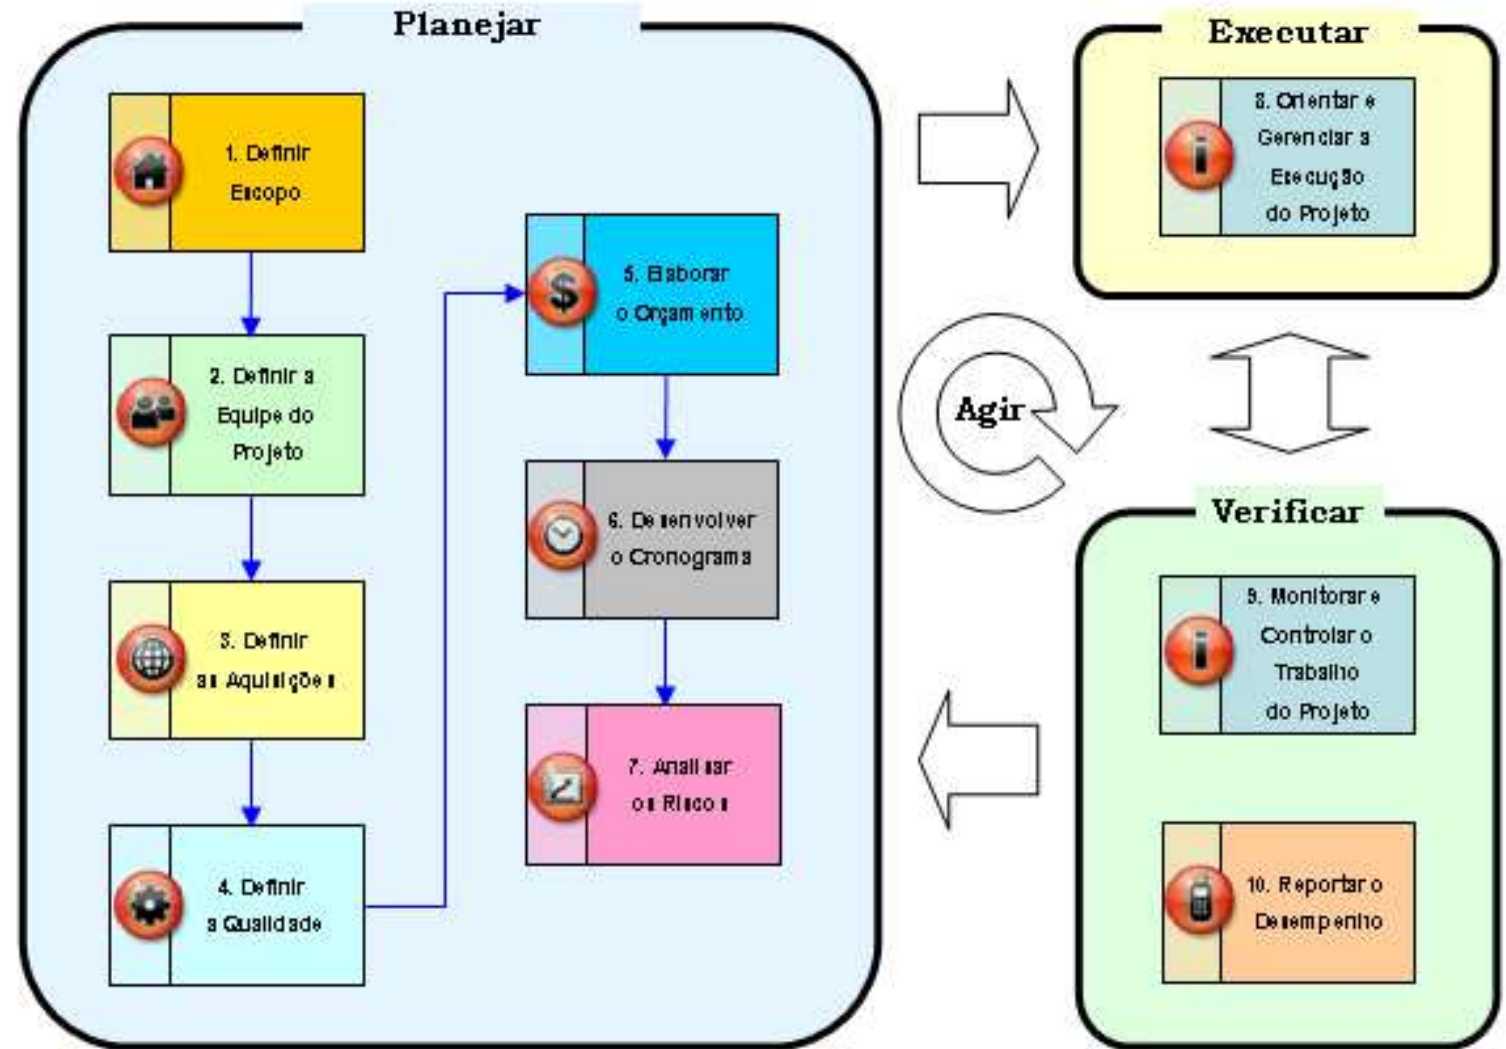 Planejar
1. Definir
Escopo
2. Definir a
Equipe do
Projeto
3. Definir
as Aquisições
4. Definir
a Qualidade
5. Elaborar
o Orçamento
6. Desenvolver
o Cronograma
7. Analisar
os Riscos
Executar
8. Orientar e
Gerenciar a
Execução
do Projeto
Agir
Verificar
9. Monitorar e
Controlar o
Trabalho
do Projeto
10. Reportar o
Desempenho